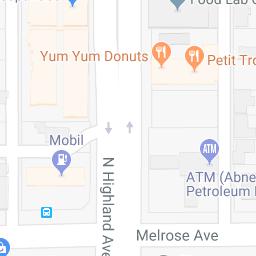 Food Lab C
Yum Yum Donuts
Petit Tro
Mobil
ATM
ATM (Abne
Petroleum
N Highland Ave
Melrose Ave